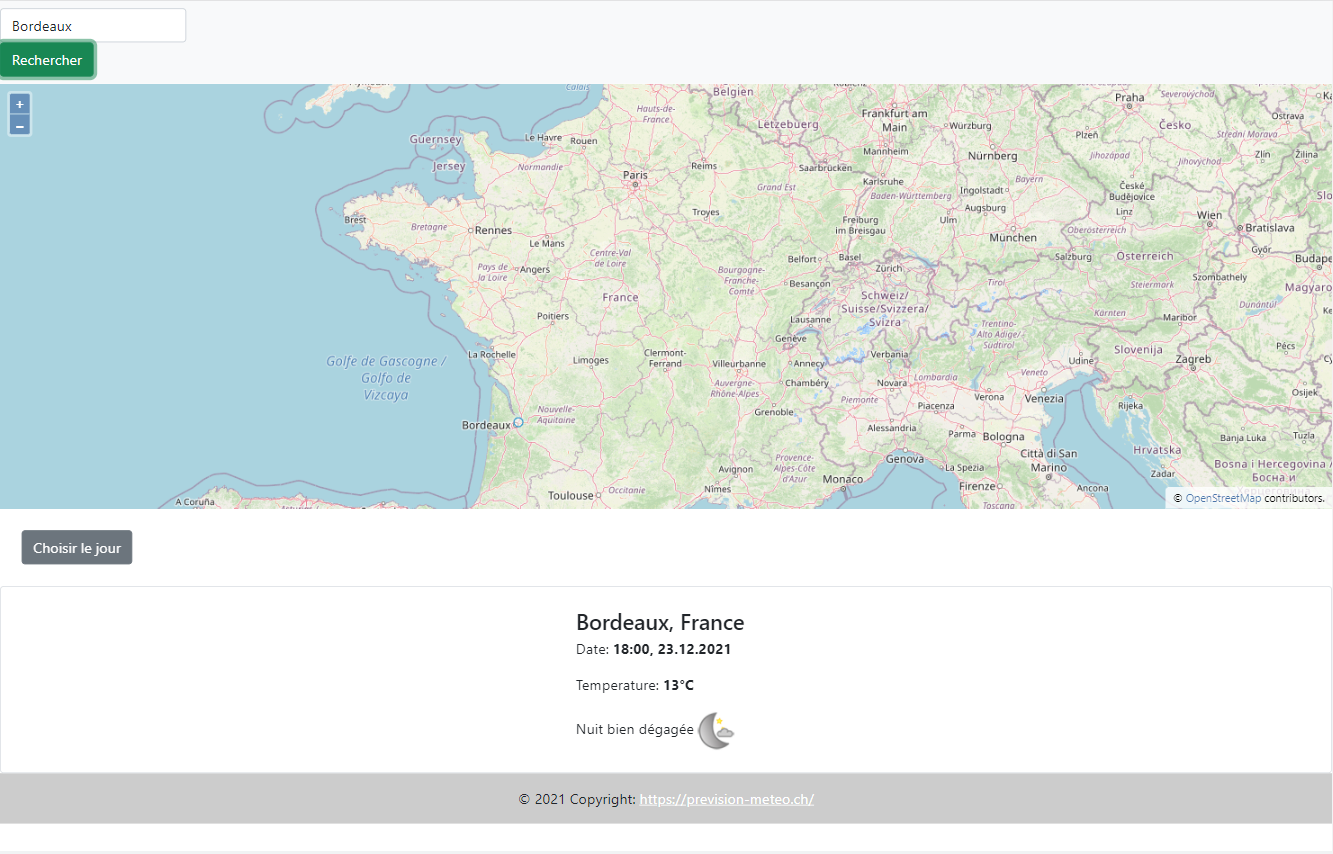 Bordeaux
Rechercher
+
−
Belgien
Hauts-de-
France
Letzebuerg
Frankfurt am
Main
Würzburg
Praha
Severovýchod
Ostrava
Plzeň
Česko
Strední Morava
Guernsey
Jersey
Le Havre
Rouen
Normandie
Reims
Paris
Saarbrücken
Mannheim
Nürnberg
Jihozápad
Jihovýchod
Zlín
Žilina
Grand Est
Karlsruhe
Baden-Württemberg
Ingolstadt
Bayern
České
Budějovice
Brest
Bretagne
Rennes
Le Mans
Troyes
Freiburg
im Breisgau
Ulm
Augsburg
München
Linz
Oberösterreich
Wien
Bratislava
Pays de
la Loire
Angers
Centre-Val
de Loire
Bourgogne-
Franche-
Comté
Belfort
Basel
Besançon
Zürich
Salzburg
Österreich
Győr
Szombathely
France
Poitiers
Schweiz/
Suisse/Svizzera/
Svizra
Tirol
Steiermark
Kärnten
Maribor
Dunántúl
Lausanne
Genève
Trentino-
Alto Adige/
Südtirol
La Rochelle
Limoges
Clermont-
Ferrand
Villeurbanne
Annecy
Verbania
Udine
Slovenija
Zagreb
Pécs
Golfe de Gascogne /
Golfo de
Vizcaya
Auvergne-
Rhône-Alpes
Chambéry
Novara
Lombardia
Veneto
Verona
Venezia
Rijeka
Osijek
Nouvelle-
Aquitaine
Bordeaux
Grenoble
Piemonte
Piacenza
Alessandria
Parma
Bologna
Banja Luka
Tuzla
Hrvatska
Città di San
Marino
Provence-
Alpes-Côte
d'Azur
Genova
La Spezia
Zadar
Bosna i Hercegovina /
A Coruña
Toulouse
Occitanie
Avignon
Nîmes
Monaco
Firenze
Toscana
Ancona
© OpenStreetMap contributors.
Choisir le jour
Bordeaux, France
Date: 18:00, 23.12.2021
Temperature: 13°C
Nuit bien dégagée
© 2021 Copyright: https://prevision-meteo.ch/